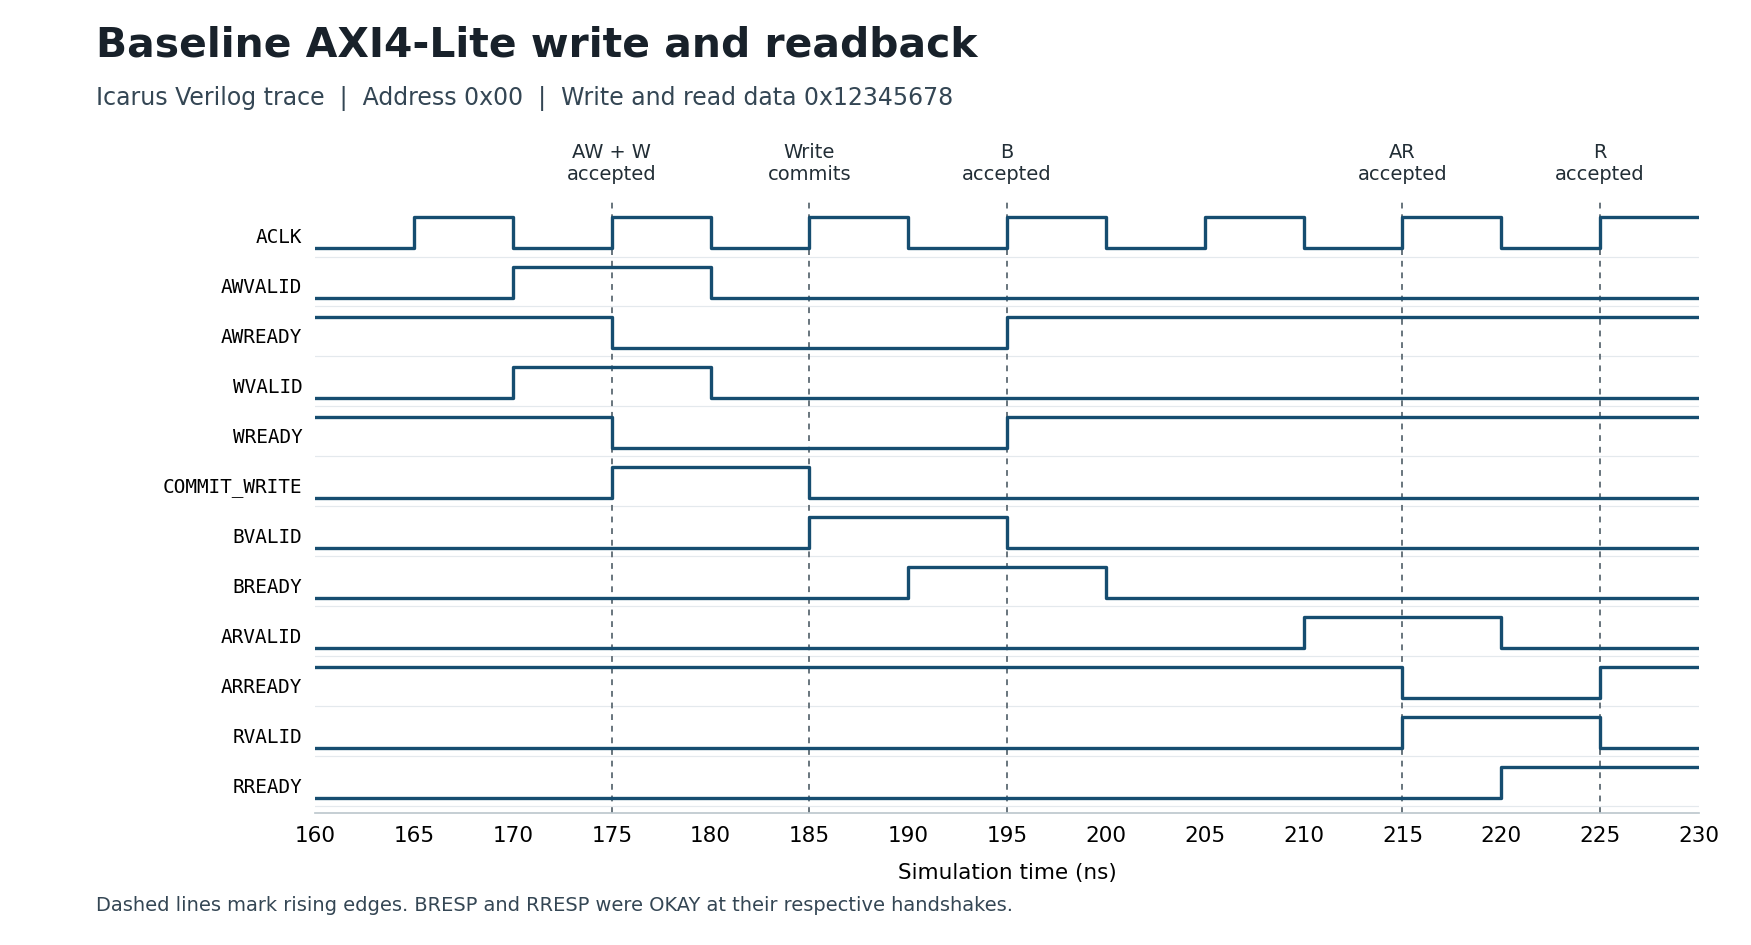 Baseline AXI4-Lite write and readback
Icarus Verilog trace | Address 0x00 | Write and read data 0x12345678
AW + W
accepted
Write
commits
B
accepted
AR
accepted
R
accepted
ACLK
AWVALID
AWREADY
WVALID
WREADY
COMMIT_WRITE
BVALID
BREADY
ARVALID
ARREADY
RVALID
RREADY
160 165 170 175 180 185 190 195 200 205 210 215 220 225 230
Simulation time (ns)
Dashed lines mark rising edges. BRESP and RRESP were OKAY at their respective handshakes.